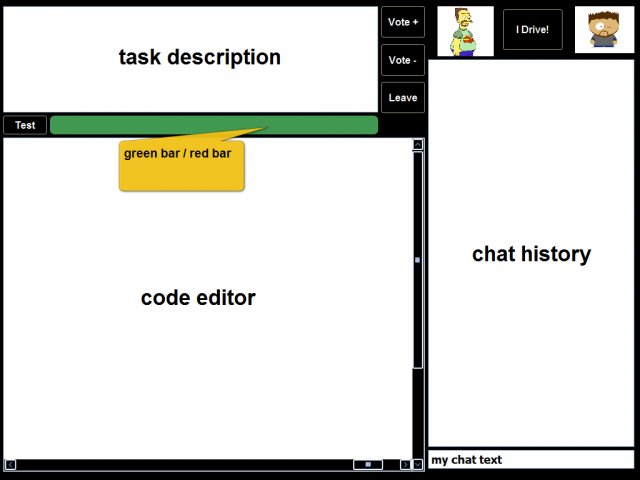 task description
Vote +
Vote -
Leave
I Drive!
Test
green bar / red bar
code editor
chat history
my chat text